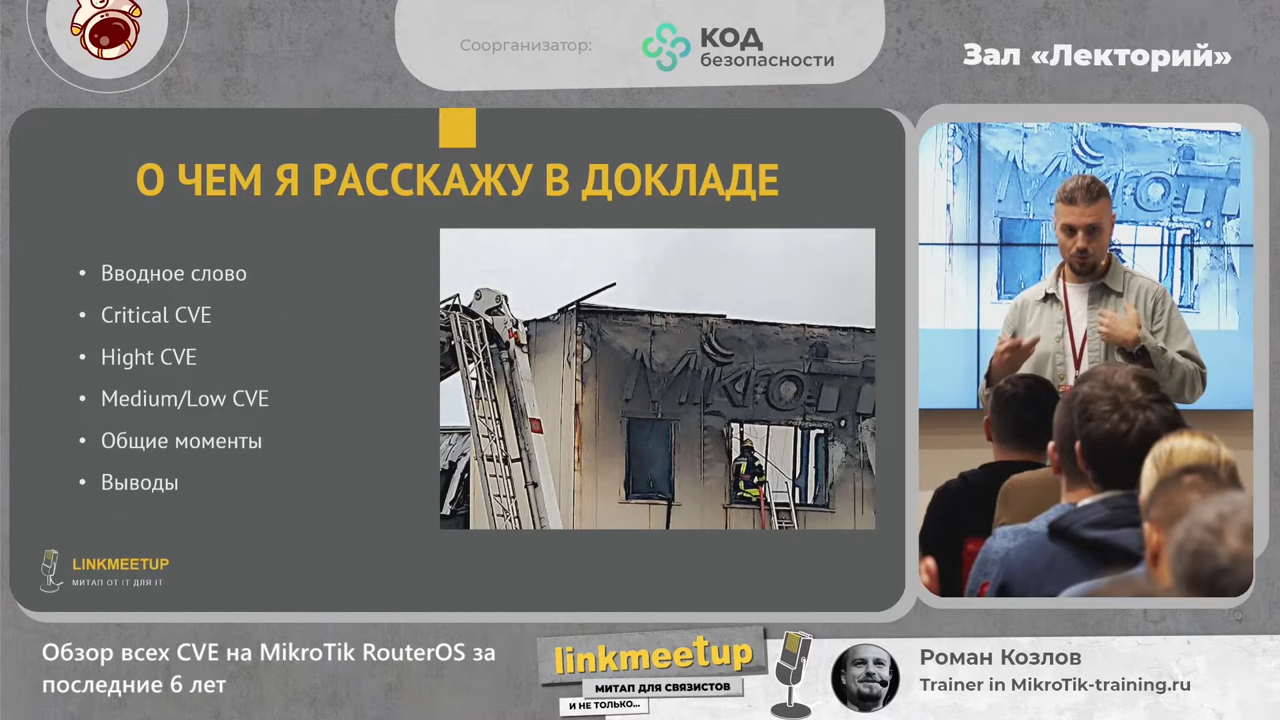 Соорганизатор:
КОД
безопасности
Зал «Лекторий»
О ЧЕМ Я РАССКАЖУ В ДОКЛАДЕ
• Вводное слово
• Critical CVE
• Hight CVE
• Medium/Low CVE
• Общие моменты
• Выводы
MikroTi
LINKMEETUP
МИТАП ОТ IT ДЛЯ IT
Обзор всех CVE на MikroTik RouterOS за
последние 6 лет
linkmeetup
МИТАП ДЛЯ СВЯЗИСТОВ
И НЕ ТОЛЬКО...
Роман Козлов
Trainer in MikroTik-training.ru